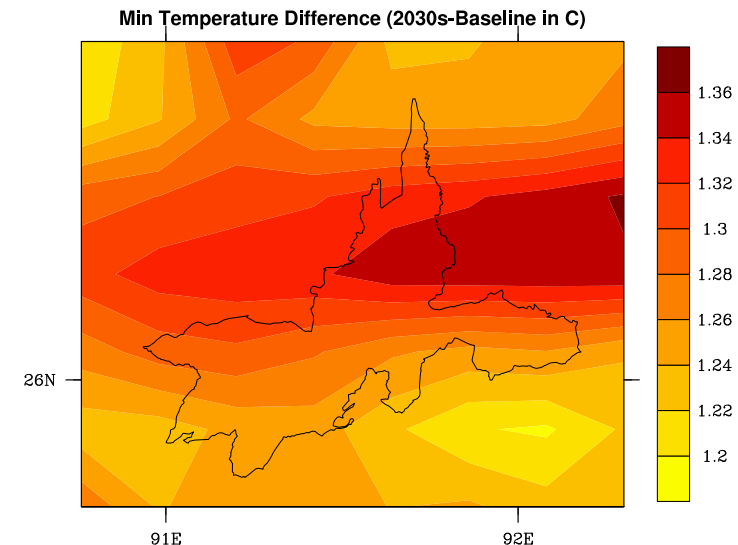 Min Temperature Difference (2030s-Baseline in C)
1.36
1.34
1.32
1.3
1.28
1.26
1.24
1.22
1.2
26N
91E
92E